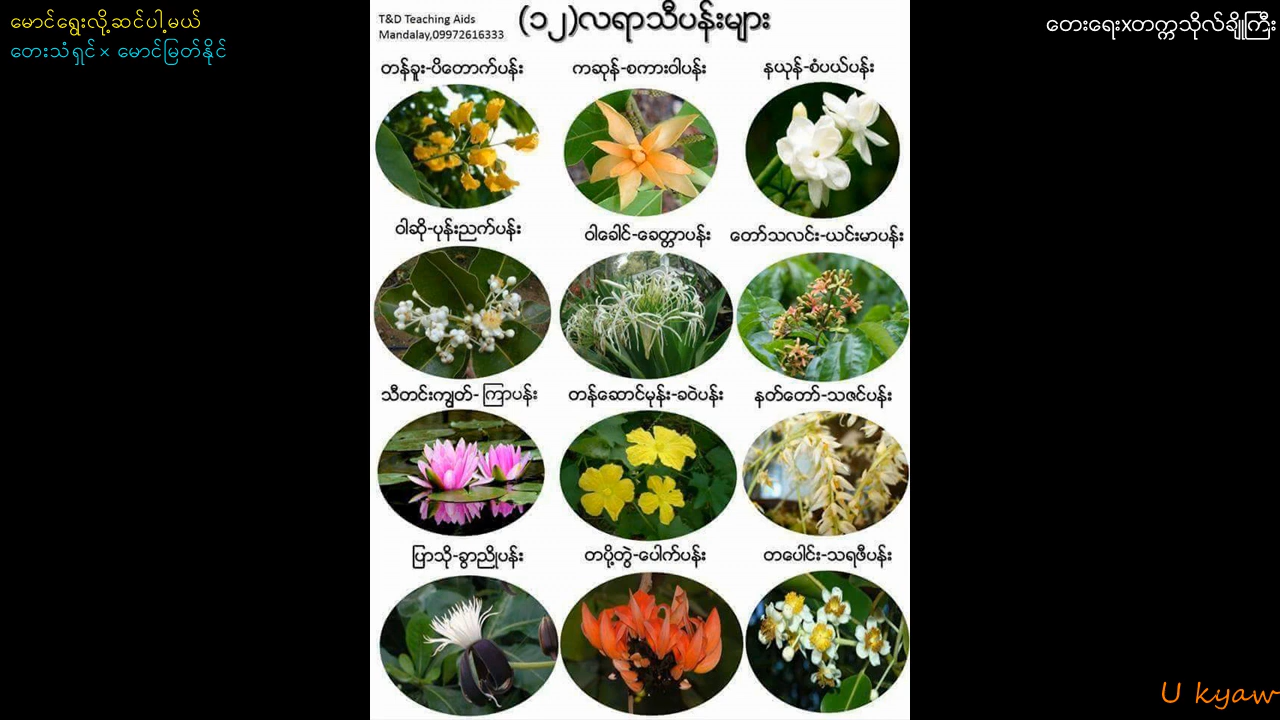 မောင်ရွှေးလို့ဆင်ပါ့မယ်
တေးသံရှင် × မောင်မြတ်နိုင်
တေးရေးxတက္ကသိုလ်ချိုကြီး
T&D Teaching Aids
Mandalay,09972616333
(၁၂)လရာသီပန်းများ
တန်ခူး-ပိတောက်ပန်း
ကဆုန်-စကားဝါပန်း
နယုန်-စံပယ်ပန်း
ဝါဆို-ပုန်းညက်ပန်း
ဝါခေါင်-ခေတ္တာပန်း
တော်သလင်း-ယင်းမာပန်း
သီတင်းကျွတ်- ကြာပန်း
တန်ဆောင်မုန်း-ခဝဲပန်း
နတ်တော်-သဇင်ပန်း
ပြာသို-ခွာညိုပန်း
တပို့တွဲ-ပေါက်ပန်း
တပေါင်း-သရဖီပန်း
U kyaw